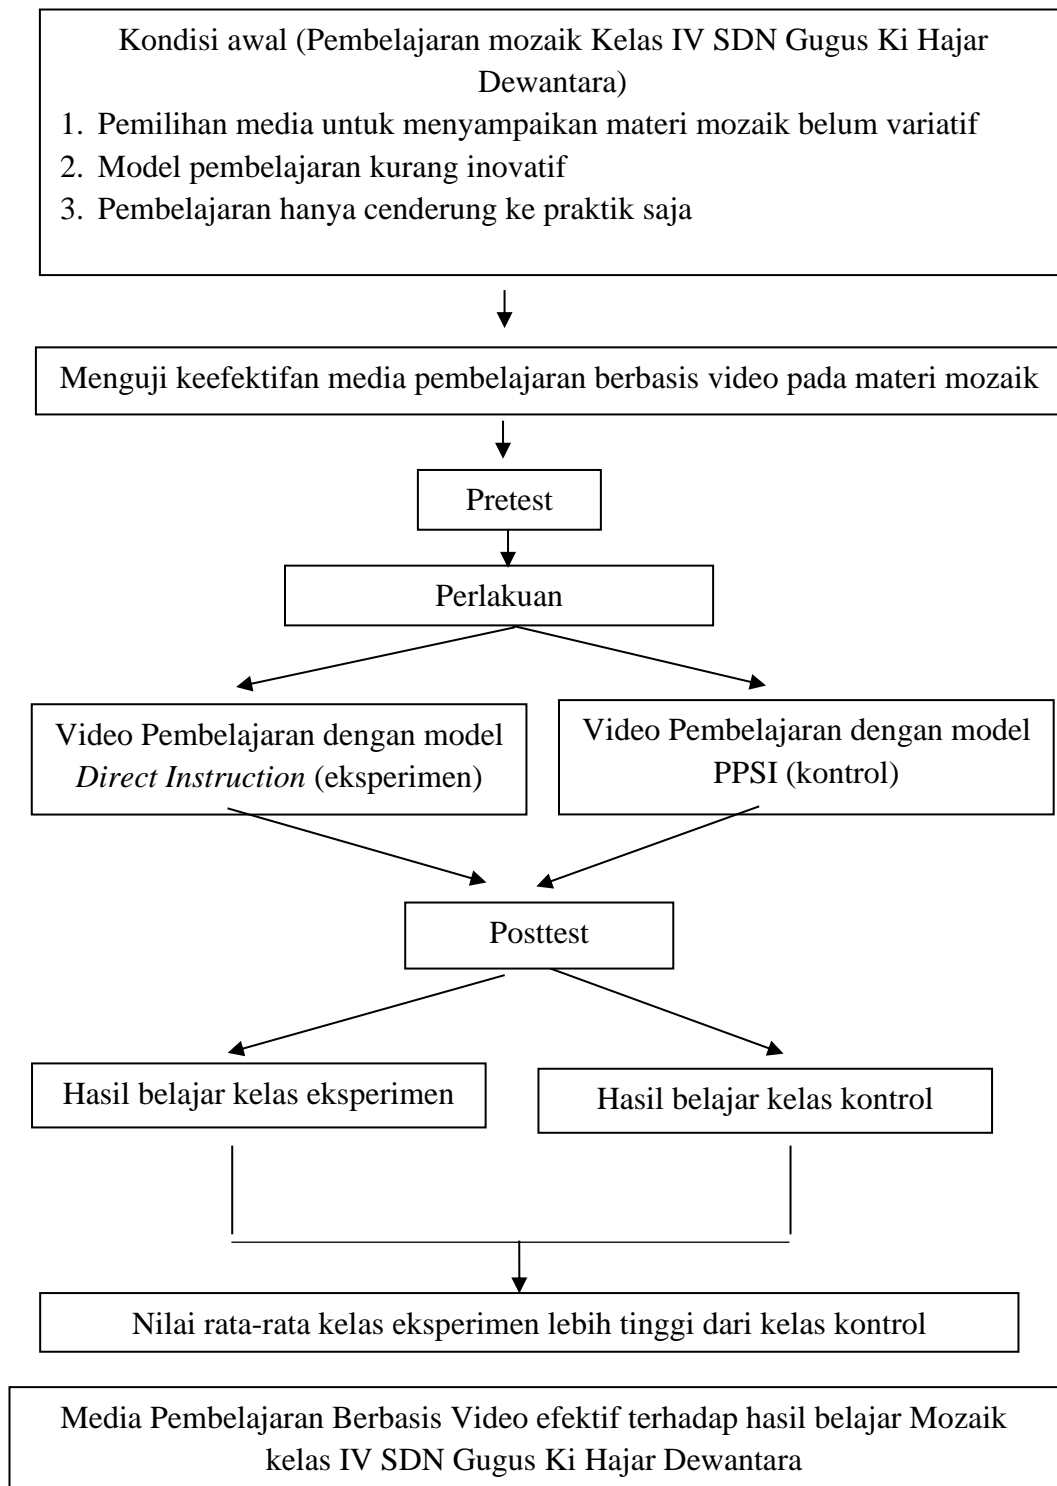 Kondisi awal (Pembelajaran mozaik Kelas IV SDN Gugus Ki Hajar
Dewantara)
1. Pemilihan media untuk menyampaikan materi mozaik belum variatif
2. Model pembelajaran kurang inovatif
3. Pembelajaran hanya cenderung ke praktik saja
Menguji keefektifan media pembelajaran berbasis video pada materi mozaik
Pretest
Perlakuan
Video Pembelajaran dengan model
Direct Instruction (eksperimen)
Video Pembelajaran dengan model
PPSI (kontrol)
Posttest
Hasil belajar kelas eksperimen
Hasil belajar kelas kontrol
Nilai rata-rata kelas eksperimen lebih tinggi dari kelas kontrol
Media Pembelajaran Berbasis Video efektif terhadap hasil belajar Mozaik
kelas IV SDN Gugus Ki Hajar Dewantara